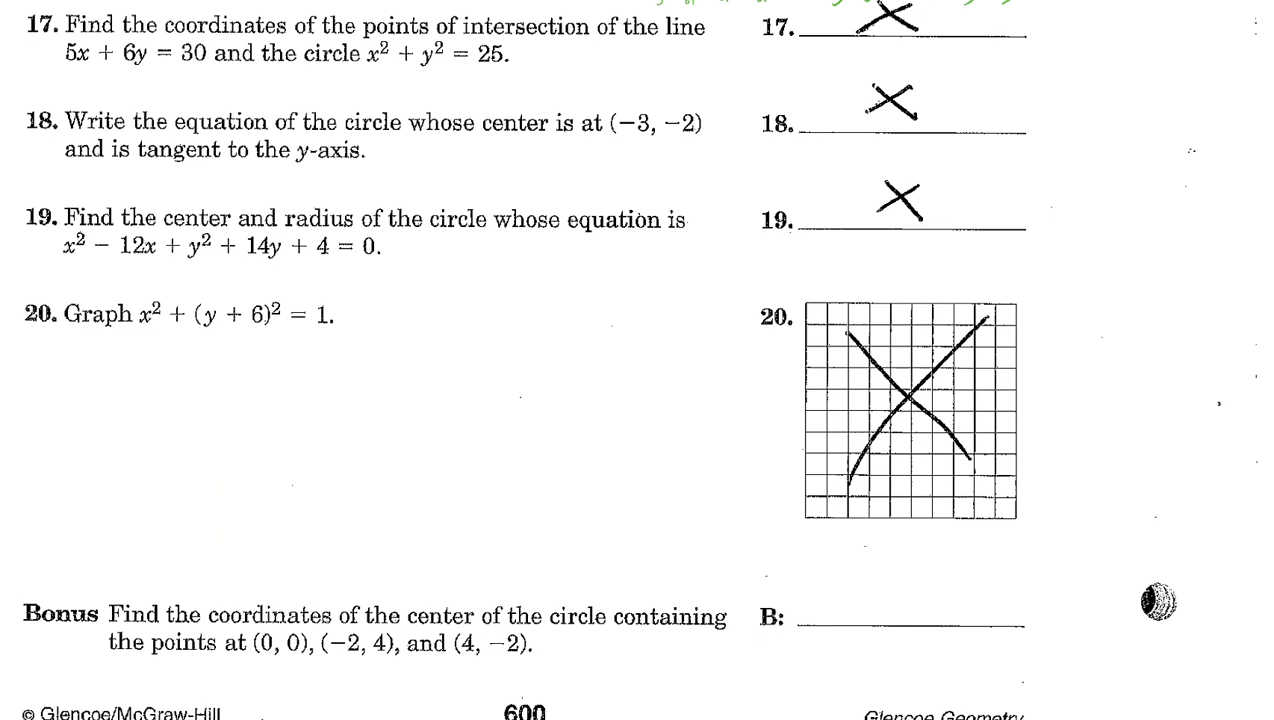 17. Find the coordinates of the points of intersection of the line 17.
5x + 6y = 30 and the circle x² + y² = 25.
18. Write the equation of the circle whose center is at (−3, −2) 18.
and is tangent to the y-axis.
19. Find the center and radius of the circle whose equation is 19.
x² − 12x + y² + 14y + 4 = 0.
20. Graph x² + (y + 6)² = 1. 20.
Bonus Find the coordinates of the center of the circle containing B:
the points at (0, 0), (−2, 4), and (4, −2).
© Glencoe/McGraw-Hill 600 Glencoe Geometry